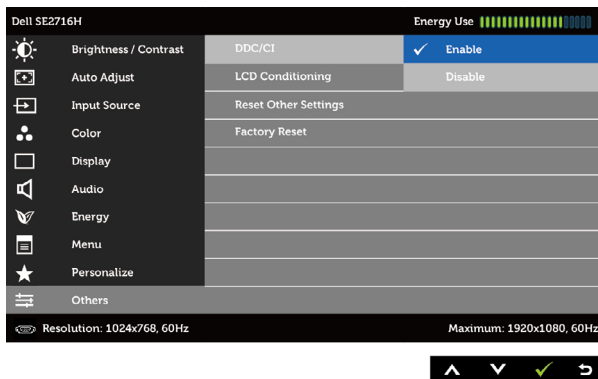 Dell SE2716H Energy Use
Brightness / Contrast DDC/CI Enable
Auto Adjust LCD Conditioning Disable
Input Source Reset Other Settings
Color Factory Reset
Display
Audio
Energy
Menu
Personalize
Others
Resolution: 1024x768, 60Hz Maximum: 1920x1080, 60Hz